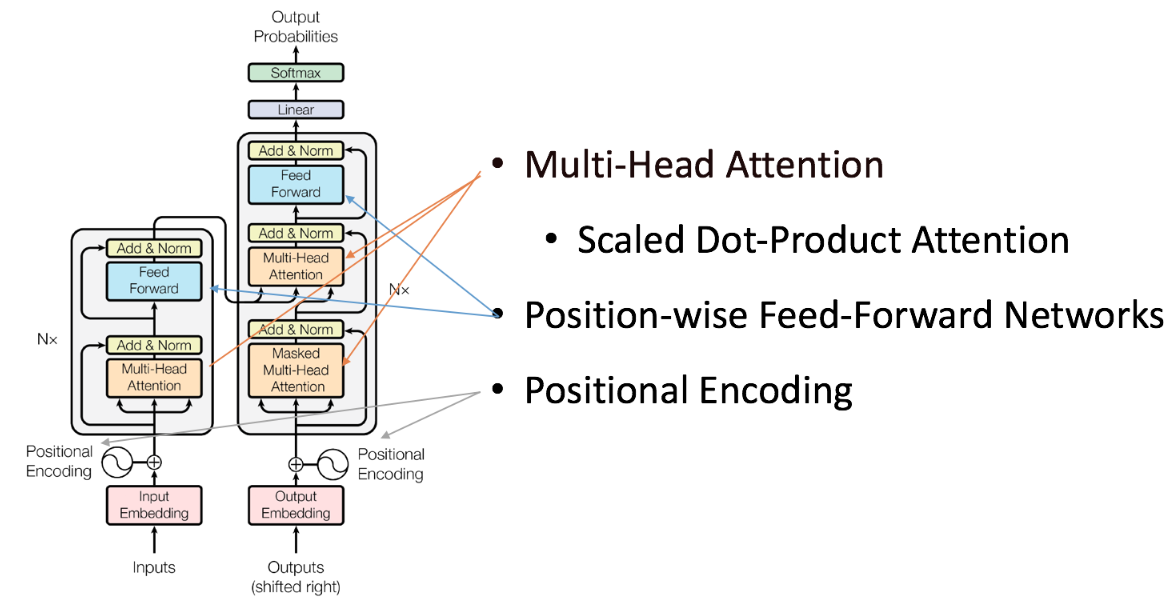 Output
Probabilities
Softmax
Linear
Add & Norm
Feed
Forward
Add & Norm
Multi-Head
Attention
Nx
Add & Norm
Masked
Multi-Head
Attention
Positional
Encoding
Output
Embedding
Outputs
(shifted right)
Add & Norm
Feed
Forward
Nx
Add & Norm
Multi-Head
Attention
Positional
Encoding
Input
Embedding
Inputs
• Multi-Head Attention
• Scaled Dot-Product Attention
• Position-wise Feed-Forward Networks
• Positional Encoding